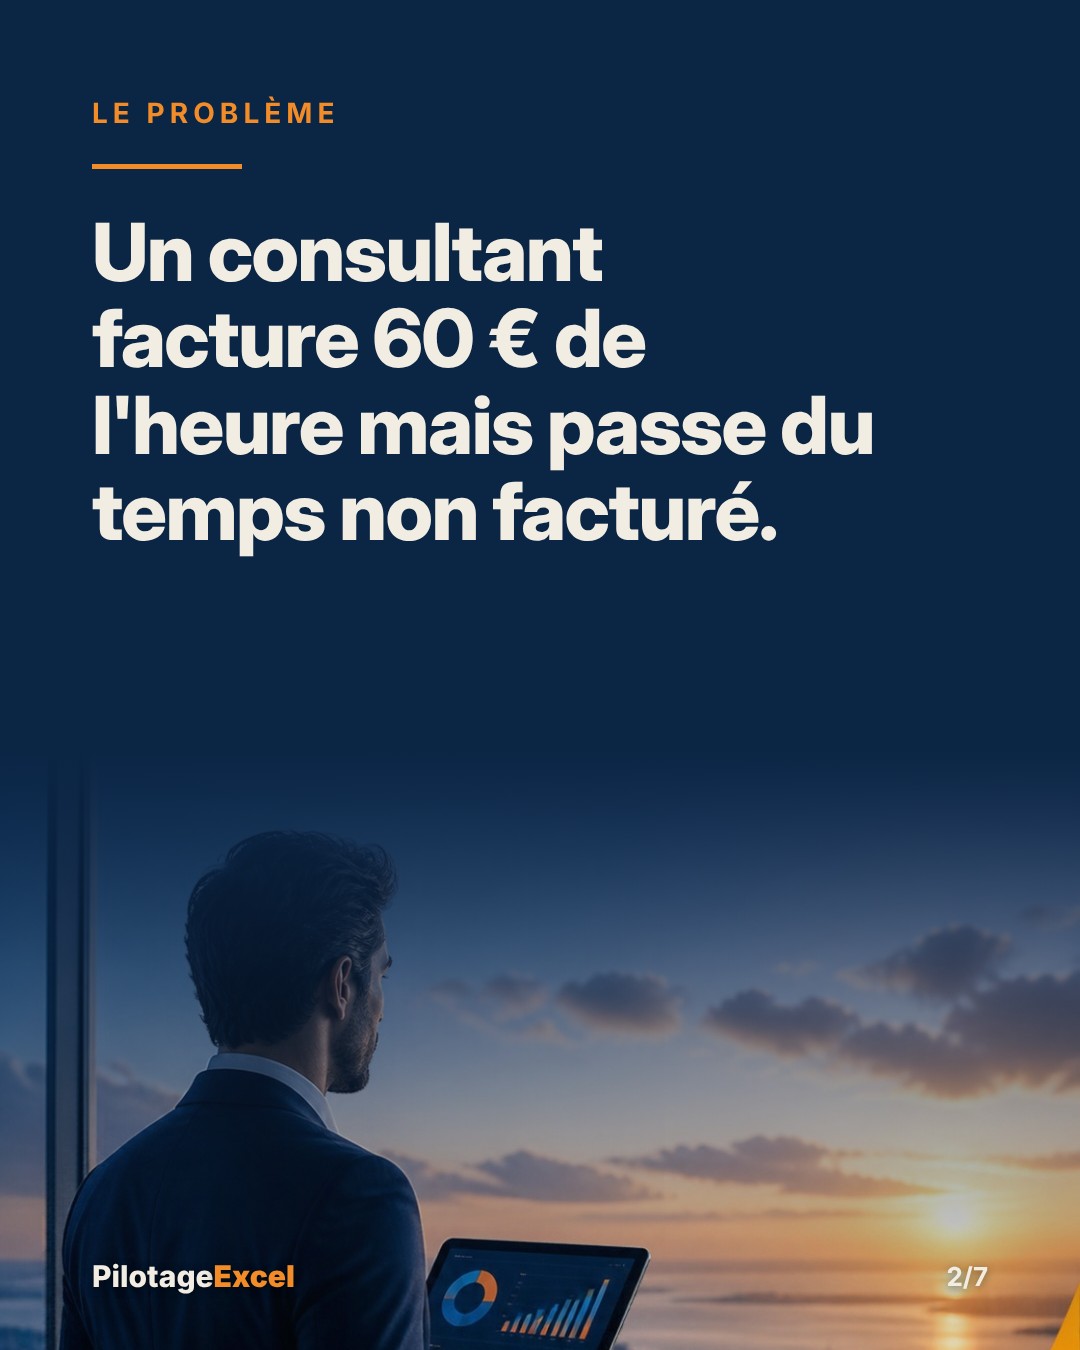 LE PROBLÈME
Un consultant
facture 60 € de
l'heure mais passe du
temps non facturé.
PilotageExcel
2/7